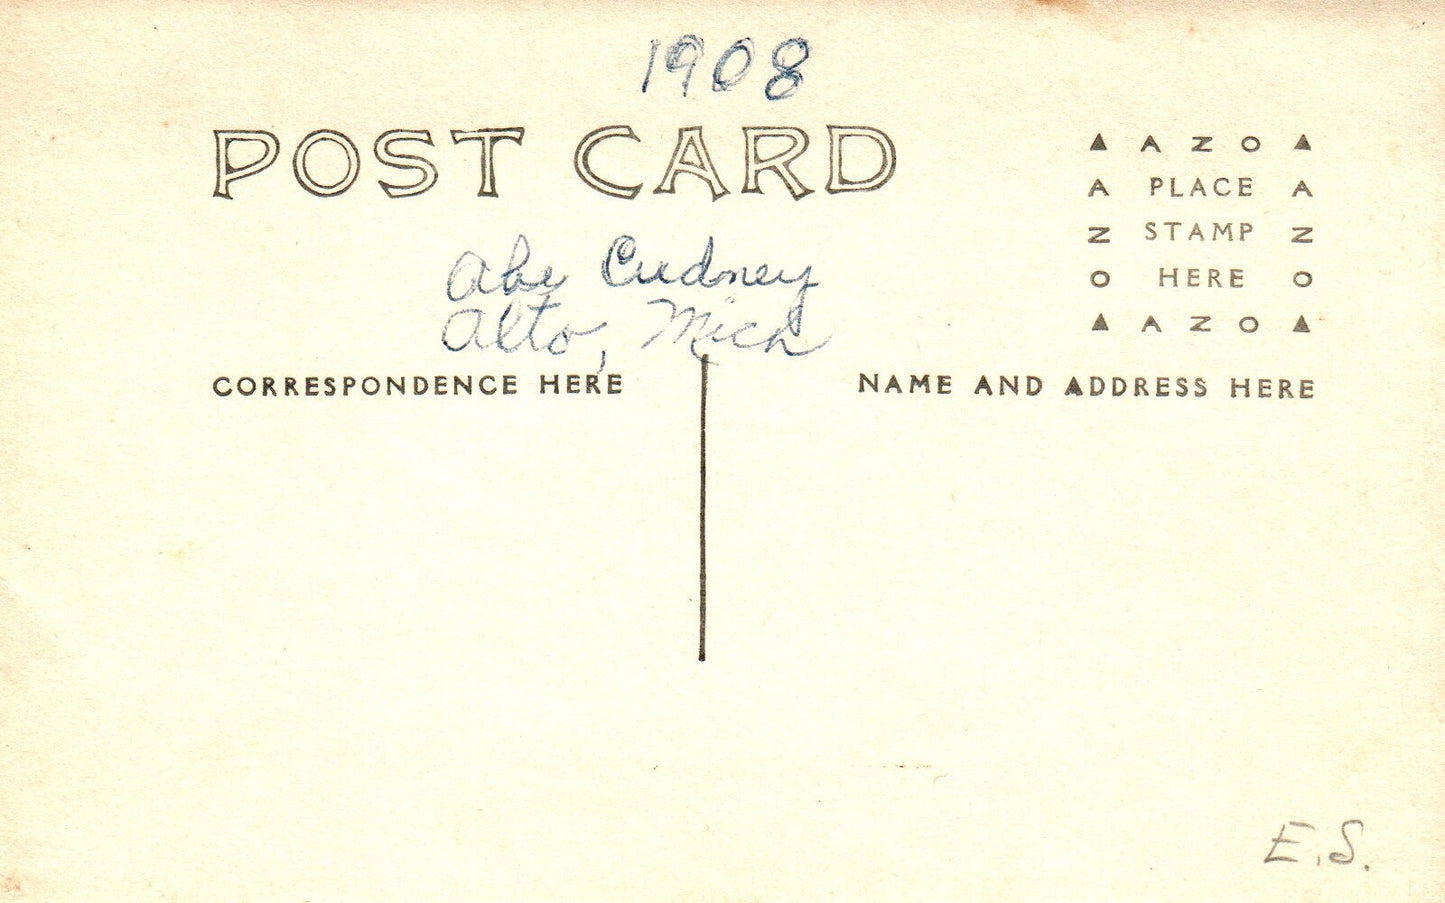 1908
POST CARD
▲ A Z O ▲
A PLACE A
Z STAMP Z
O HERE O
▲ A Z O ▲
Abe Cudney
Alto, Mich
CORRESPONDENCE HERE
NAME AND ADDRESS HERE
E.S.